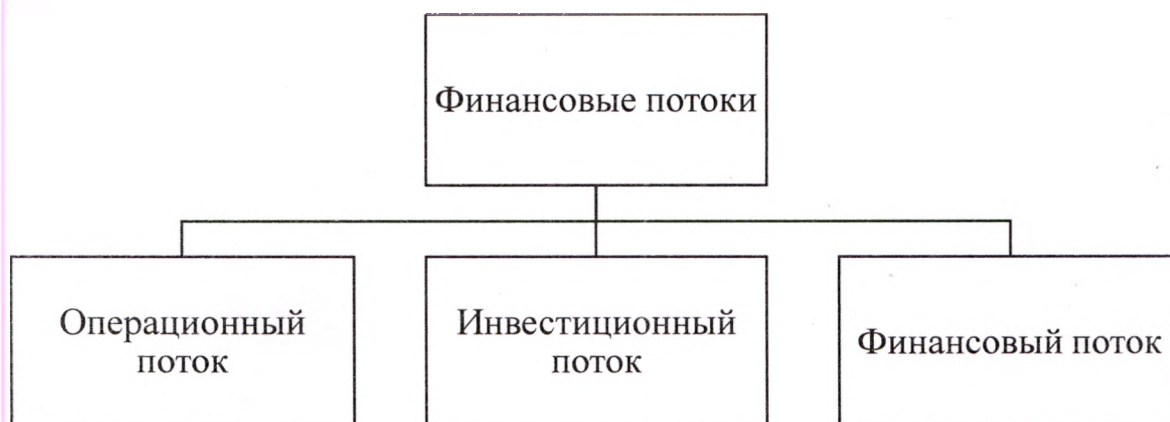 Финансовые потоки
Операционный
поток
Инвестиционный
поток
Финансовый поток